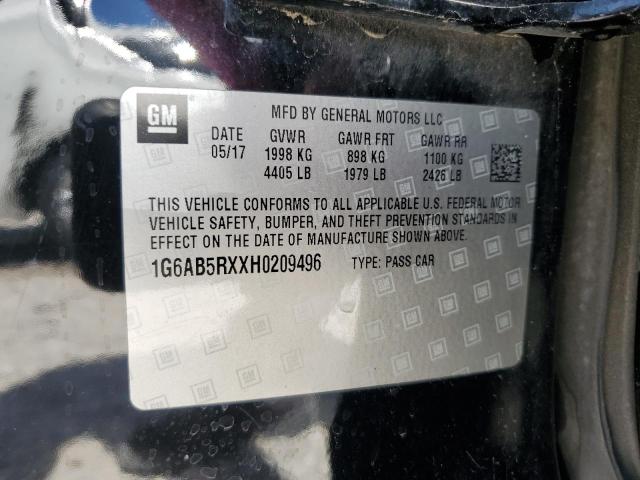 GM
MFD BY GENERAL MOTORS LLC
DATE GVWR GAWR FRT GAWR RR
05/17 1998 KG 898 KG 1100 KG
4405 LB 1979 LB 2426 LB
THIS VEHICLE CONFORMS TO ALL APPLICABLE U.S. FEDERAL MOTOR
VEHICLE SAFETY, BUMPER, AND THEFT PREVENTION STANDARDS IN
EFFECT ON THE DATE OF MANUFACTURE SHOWN ABOVE.
1G6AB5RXXH0209496 TYPE: PASS CAR